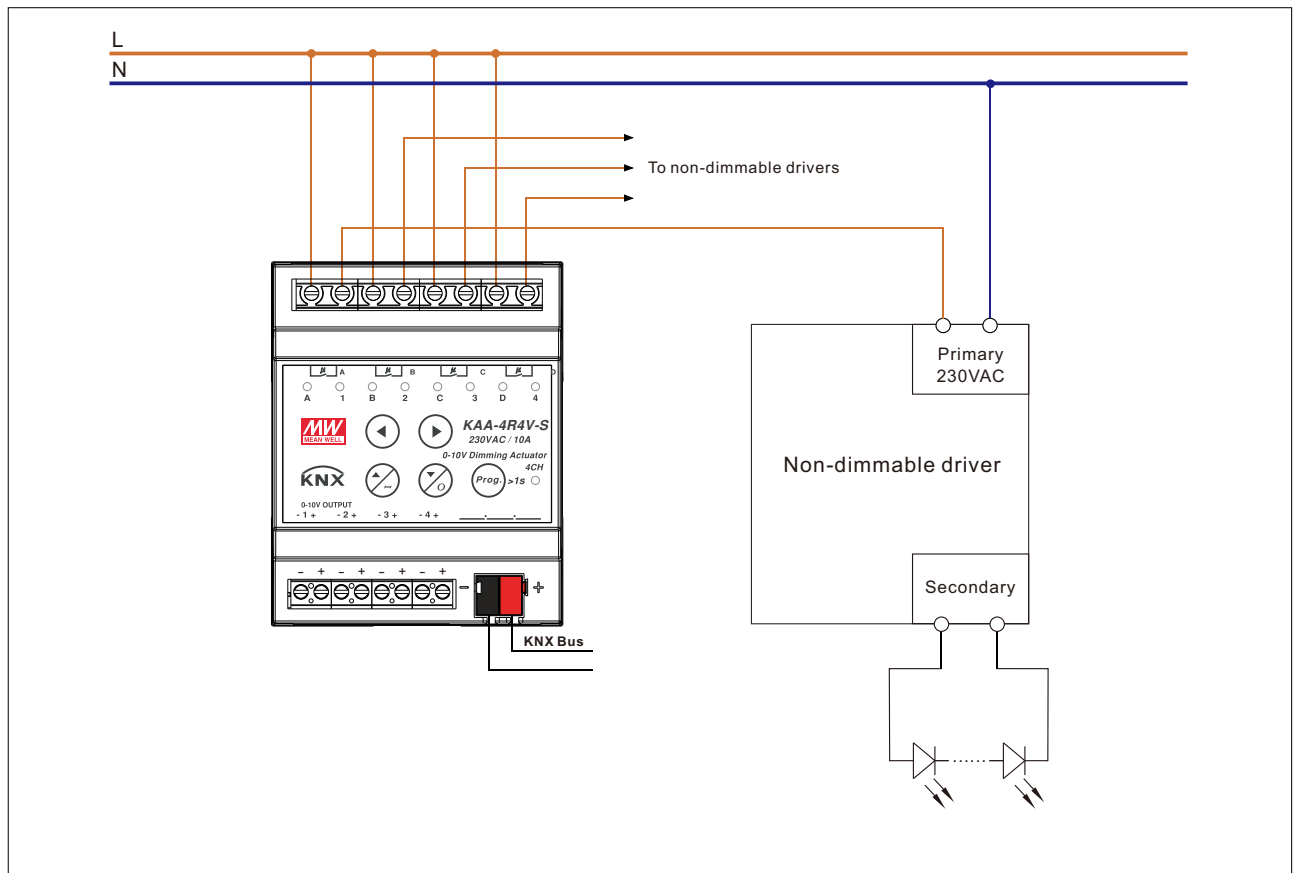 L
N
To non-dimmable drivers
Primary
230VAC
A B C D
A 1 B 2 C 3 D 4
MW
MEAN WELL
KAA-4R4V-S
230VAC / 10A
0-10V Dimming Actuator
4CH
KNX
I
O
Prog. >1s
0-10V OUTPUT
- 1 + - 2 + - 3 + - 4 +
Non-dimmable driver
– + – + – + – +
– +
Secondary
KNX Bus